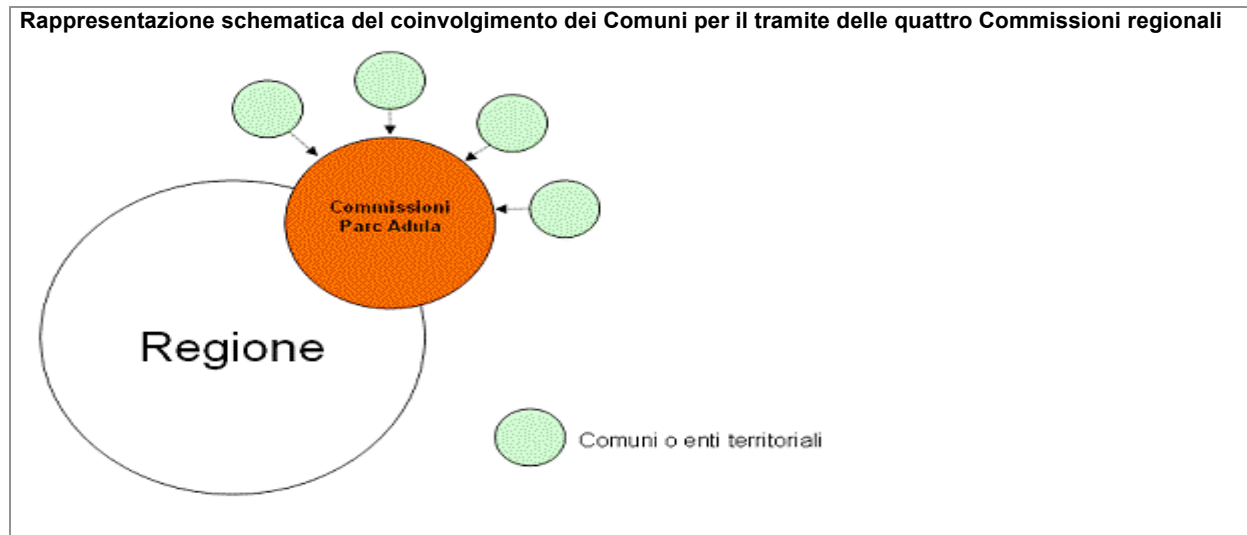 Rappresentazione schematica del coinvolgimento dei Comuni per il tramite delle quattro Commissioni regionali
Commissioni
Parc Adula
Regione
Comuni o enti territoriali